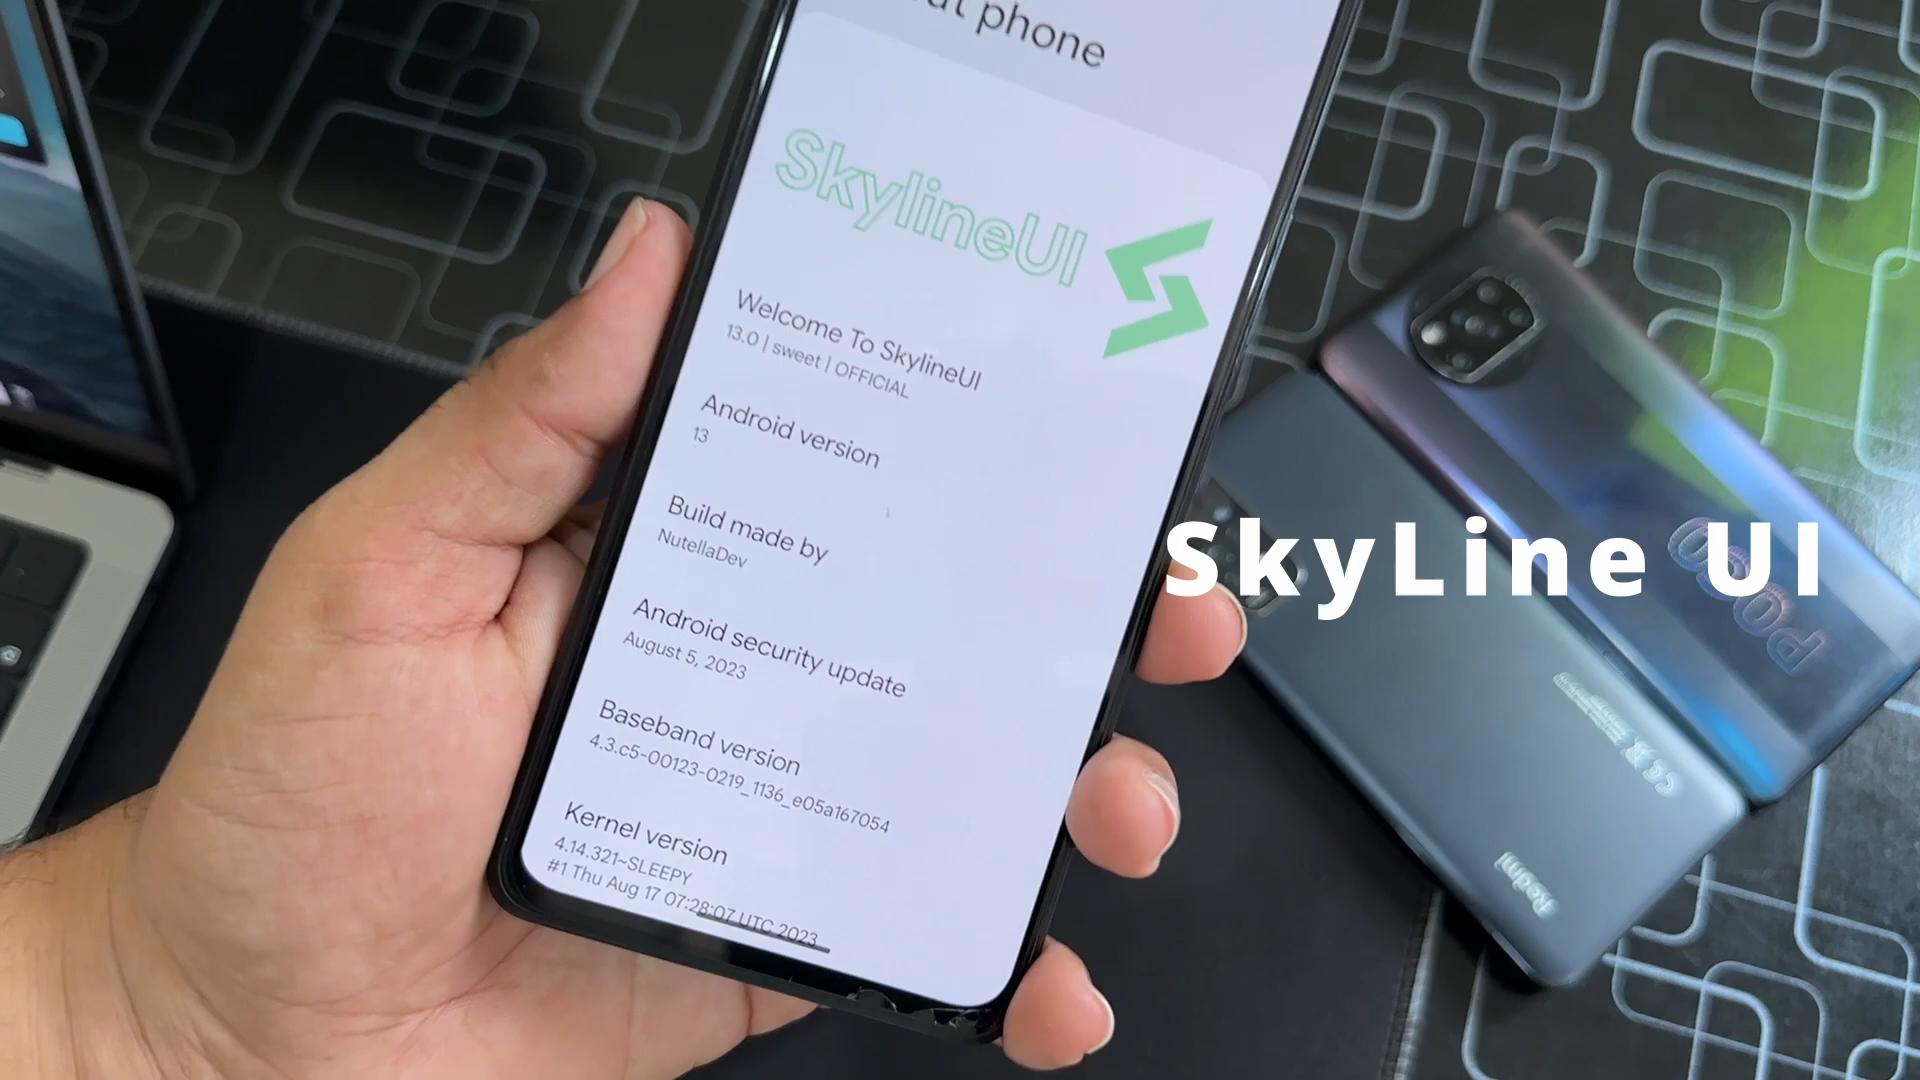 phone
SkylineUI
Welcome To SkylineUI
13.0 | sweet | OFFICIAL
Android version
13
Build made by
NutellaDev
Android security update
August 5, 2023
Baseband version
4.3.c5-00123-0219_1136_e05a167054
Kernel version
4.14.321~SLEEPY
#1 Thu Aug 17 07:28:07 UTC 2023
SkyLine UI
POCO
CE
Redmi